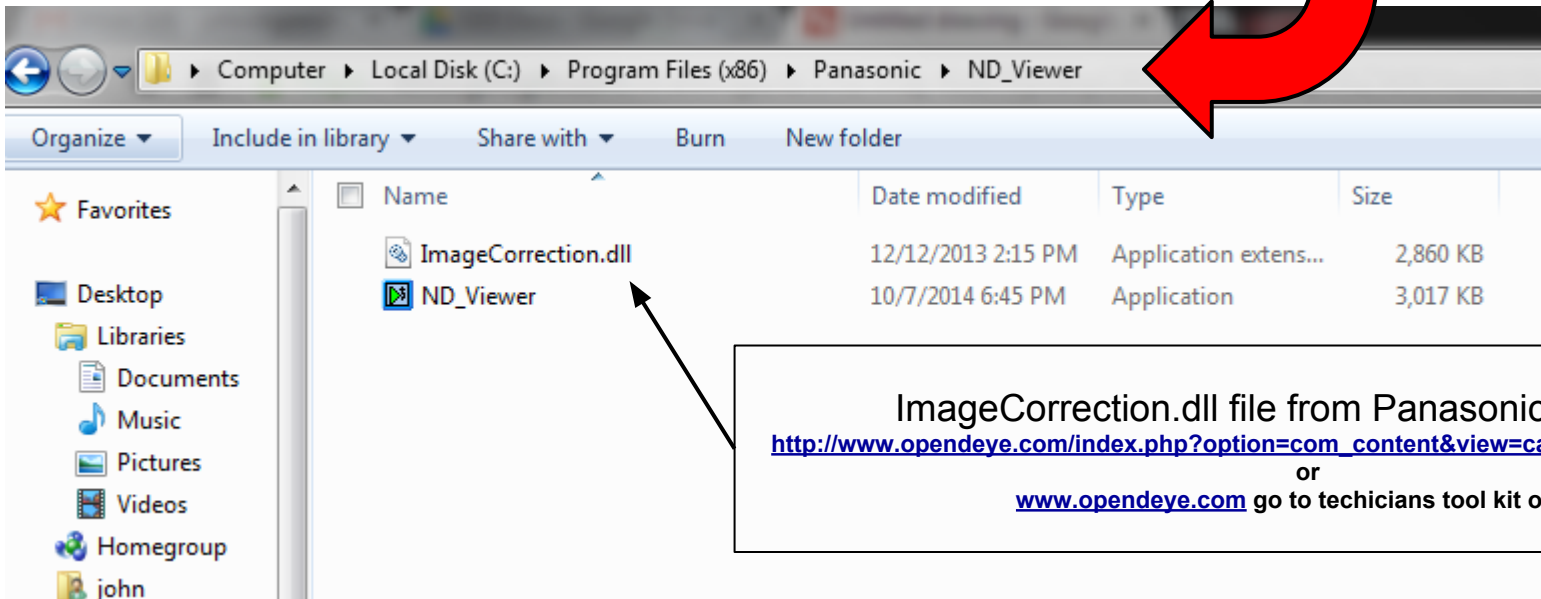 Computer Local Disk (C:) Program Files (x86) Panasonic ND_Viewer
Organize Include in library Share with Burn New folder
Name Date modified Type Size
Favorites
ImageCorrection.dll 12/12/2013 2:15 PM Application extens... 2,860 KB
Desktop
ND_Viewer 10/7/2014 6:45 PM Application 3,017 KB
Libraries
Documents
Music
Pictures
Videos
Homegroup
john
ImageCorrection.dll file from Panasonic
http://www.opendeye.com/index.php?option=com_content&view=ca
or
www.opendeye.com go to techicians tool kit o